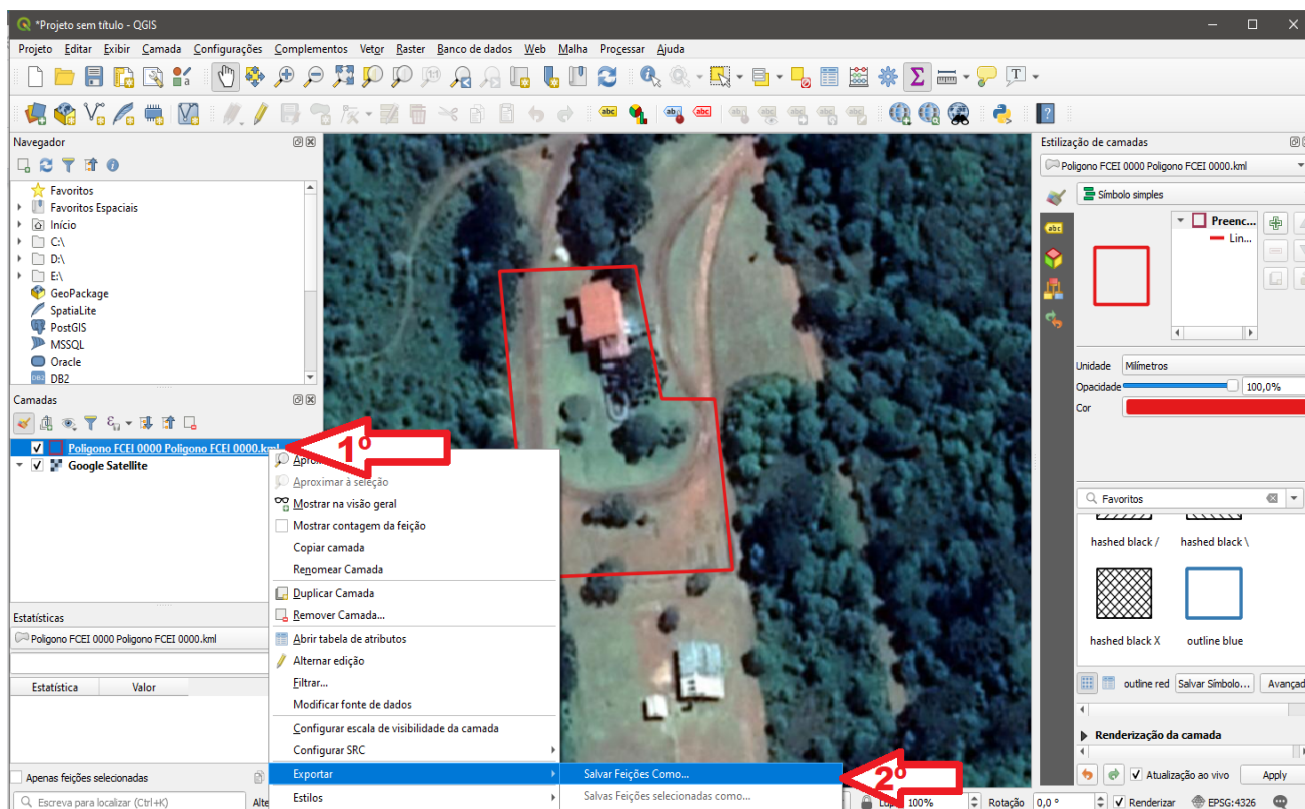 *Projeto sem título - QGIS
Projeto Editar Exibir Camada Configurações Complementos Vetor Raster Banco de dados Web Malha Processar Ajuda
Navegador
Favoritos
Favoritos Espaciais
Início
C:\
D:\
E:\
GeoPackage
SpatiaLite
PostGIS
MSSQL
Oracle
DB2
Camadas
Poligono FCEI 0000 Poligono FCEI 0000.kml
Google Satellite
1º
Aproximar à seleção
Mostrar na visão geral
Mostrar contagem da feição
Copiar camada
Renomear Camada
Duplicar Camada
Remover Camada...
Abrir tabela de atributos
Alternar edição
Filtrar...
Modificar fonte de dados
Configurar escala de visibilidade da camada
Configurar SRC
Exportar
Estilos
Salvar Feições Como...
Salvas Feições selecionadas como...
2º
Estatísticas
Poligono FCEI 0000 Poligono FCEI 0000.kml
Estatística Valor
Apenas feições selecionadas
Escreva para localizar (Ctrl+K)
100%
Rotação 0,0 °
Renderizar
EPSG:4326
Estilização de camadas
Poligono FCEI 0000 Poligono FCEI 0000.kml
Símbolo simples
Preenc...
Lin...
Unidade Milímetros
Opacidade 100,0%
Cor
Favoritos
hashed black / hashed black \
hashed black X outline blue
outline red Salvar Símbolo... Avançad
Renderização da camada
Atualização ao vivo Apply